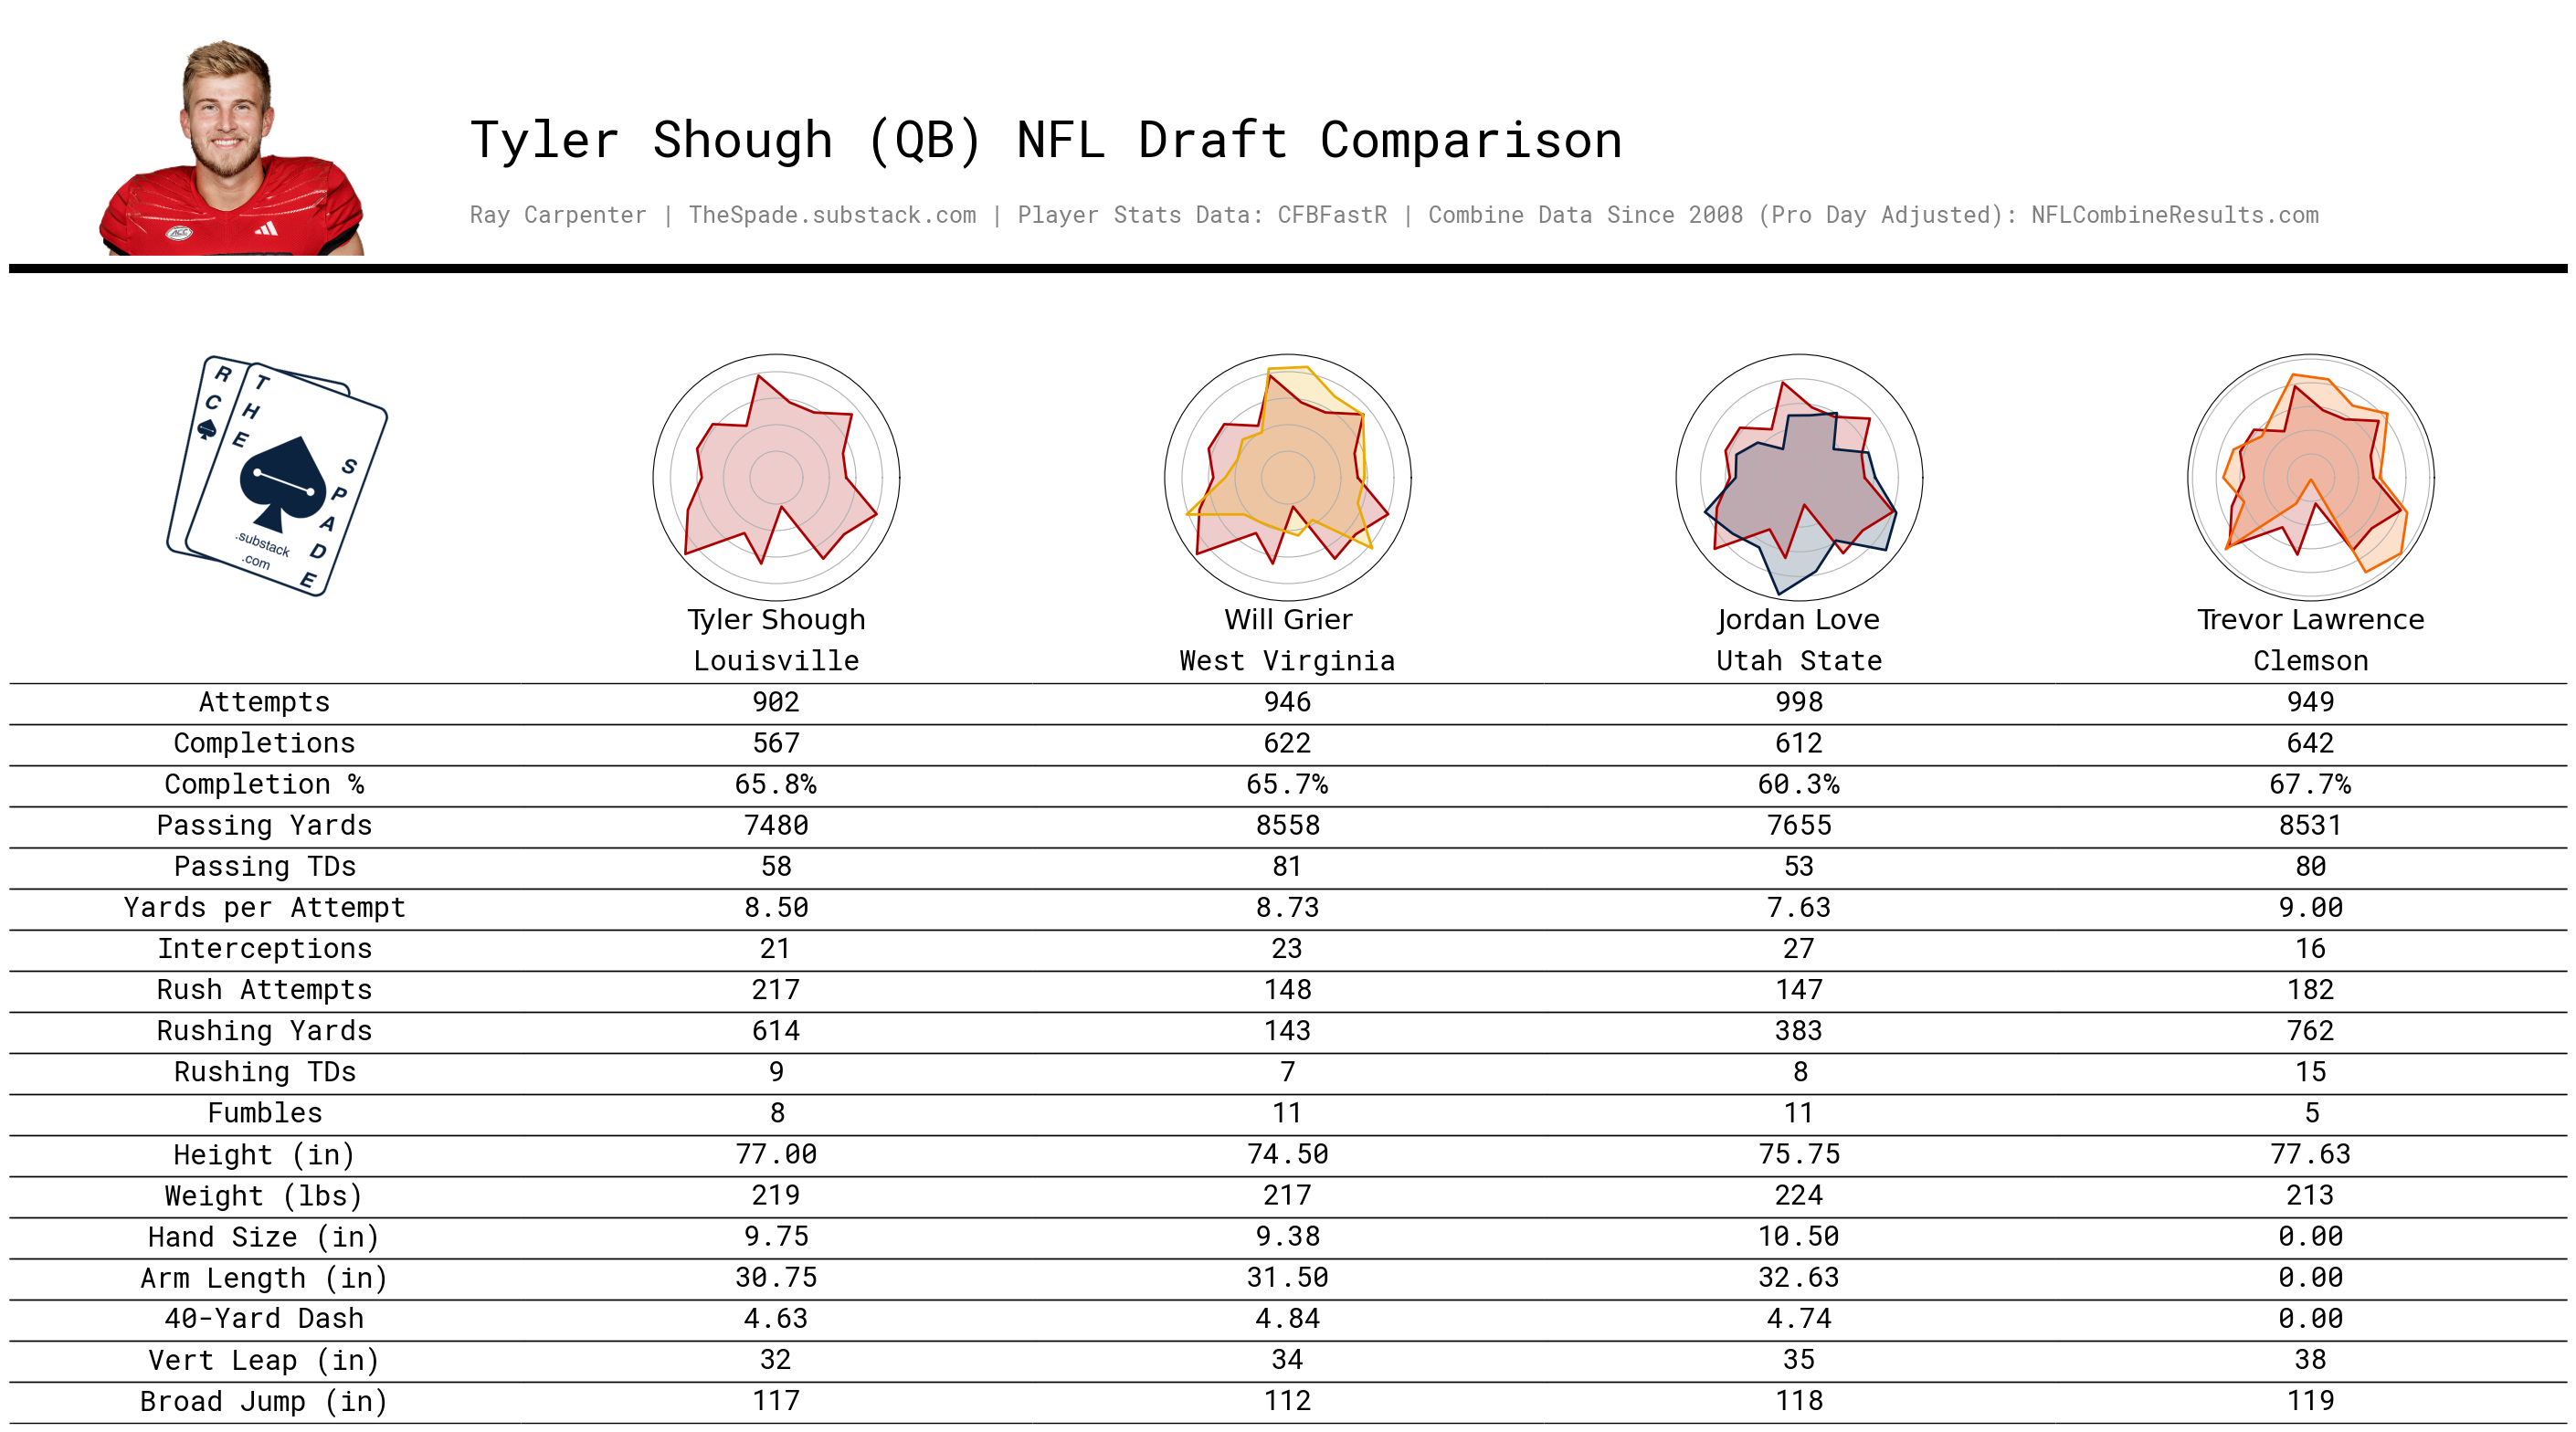 Tyler Shough (QB) NFL Draft Comparison
Ray Carpenter | TheSpade.substack.com | Player Stats Data: CFBFastR | Combine Data Since 2008 (Pro Day Adjusted): NFLCombineResults.com
ACC
RC
THE
SPADE
.substack
.com
Tyler Shough Will Grier Jordan Love Trevor Lawrence
Louisville West Virginia Utah State Clemson
Attempts 902 946 998 949
Completions 567 622 612 642
Completion % 65.8% 65.7% 60.3% 67.7%
Passing Yards 7480 8558 7655 8531
Passing TDs 58 81 53 80
Yards per Attempt 8.50 8.73 7.63 9.00
Interceptions 21 23 27 16
Rush Attempts 217 148 147 182
Rushing Yards 614 143 383 762
Rushing TDs 9 7 8 15
Fumbles 8 11 11 5
Height (in) 77.00 74.50 75.75 77.63
Weight (lbs) 219 217 224 213
Hand Size (in) 9.75 9.38 10.50 0.00
Arm Length (in) 30.75 31.50 32.63 0.00
40-Yard Dash 4.63 4.84 4.74 0.00
Vert Leap (in) 32 34 35 38
Broad Jump (in) 117 112 118 119